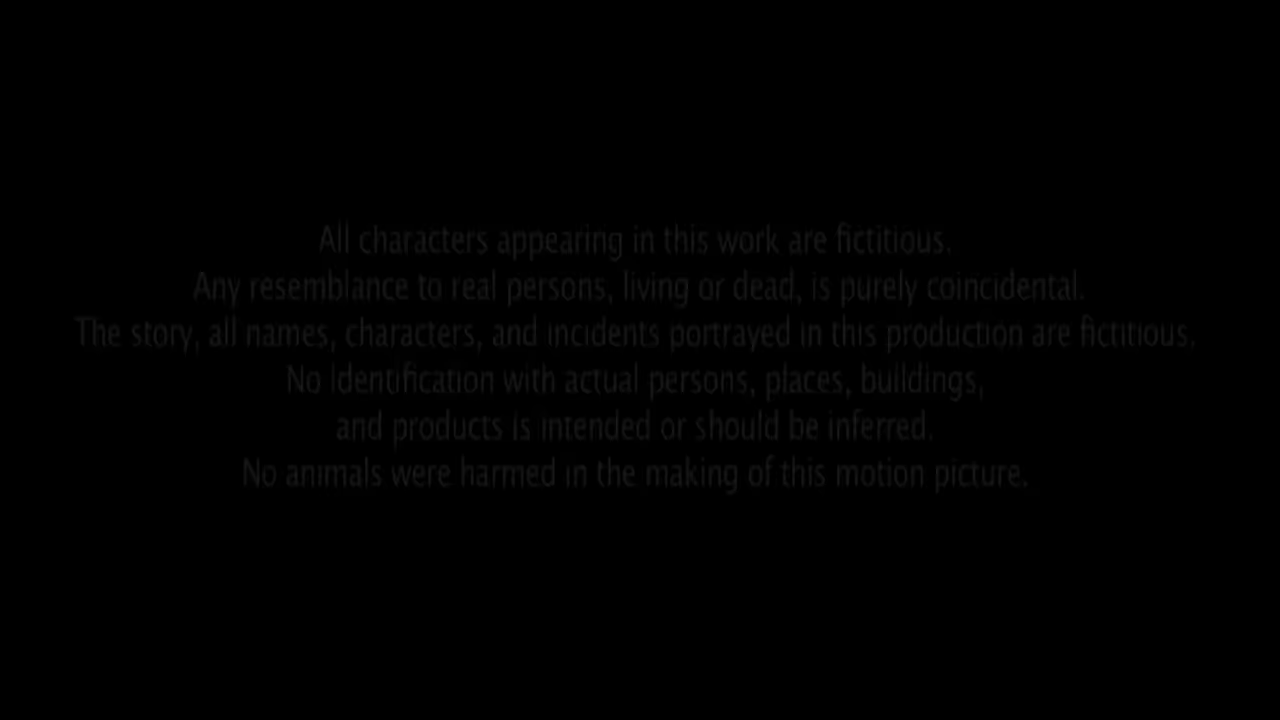 All characters appearing in this work are fictitious.
Any resemblance to real persons, living or dead, is purely coincidental.
The story, all names, characters, and incidents portrayed in this production are fictitious.
No Identification with actual persons, places, buildings,
and products is intended or should be inferred.
No animals were harmed in the making of this motion picture.